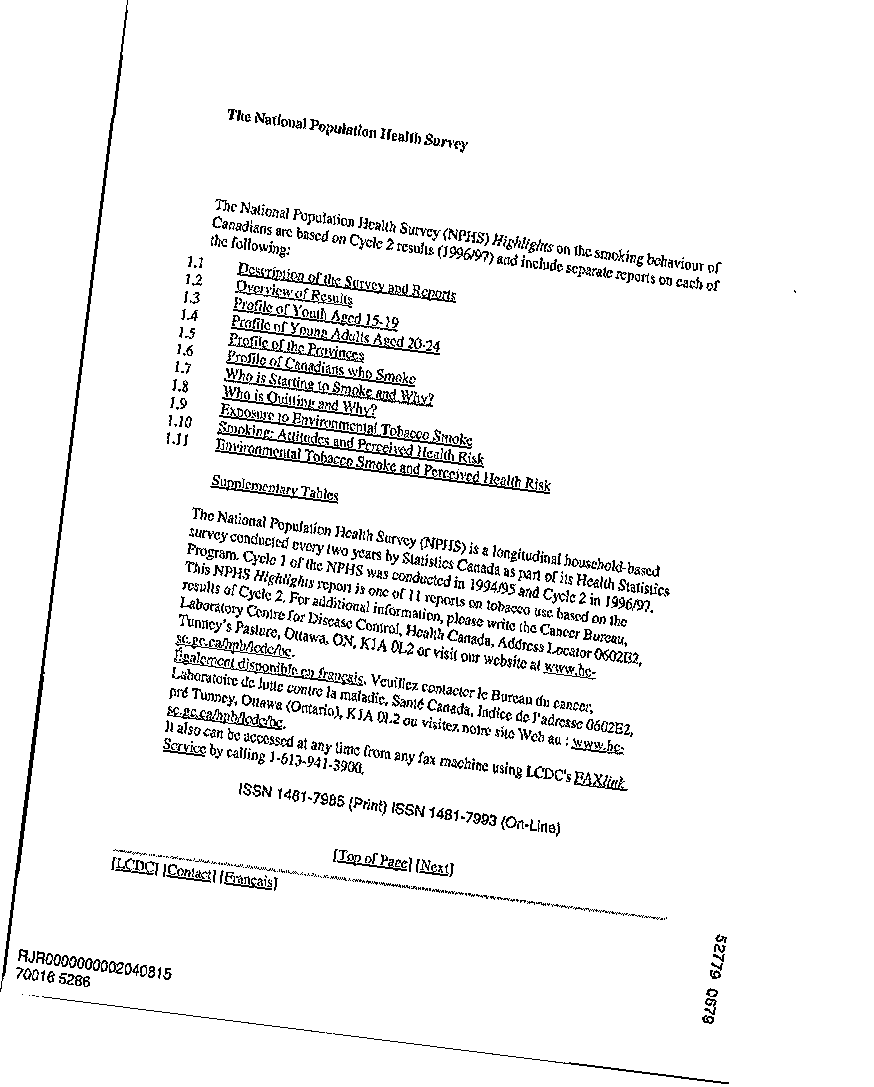 The National Population Health Survey
The National Population Health Survey (NPHS) Highlights on the smoking behaviour of
Canadians are based on Cycle 2 results (1996/97) and include separate reports on each of
the following:
1.1 Description of the Survey and Reports
1.2 Overview of Results
1.3 Profile of Youth Aged 15-19
1.4 Profile of Young Adults Aged 20-24
1.5 Profile of the Provinces
1.6 Profile of Canadians who Smoke
1.7 Who is Starting to Smoke and Why?
1.8 Who is Quitting and Why?
1.9 Exposure to Environmental Tobacco Smoke
1.10 Smoking: Attitudes and Perceived Health Risk
1.11 Environmental Tobacco Smoke and Perceived Health Risk
Supplementary Tables
The National Population Health Survey (NPHS) is a longitudinal household-based
survey conducted every two years by Statistics Canada as part of its Health Statistics
Program. Cycle 1 of the NPHS was conducted in 1994/95 and Cycle 2 in 1996/97.
This NPHS Highlights report is one of 11 reports on tobacco use based on the
results of Cycle 2. For additional information, please write the Cancer Bureau,
Laboratory Centre for Disease Control, Health Canada, Address Locator 0602B2,
Tunney's Pasture, Ottawa, ON, K1A 0L2 or visit our website at www.hc-
sc.gc.ca/hpb/lcdc/bc.
Également disponible en français. Veuillez contacter le Bureau du cancer,
Laboratoire de lutte contre la maladie, Santé Canada, Indice de l'adresse 0602E2,
pré Tunney, Ottawa (Ontario), K1A 0L2 ou visitez notre site Web au : www.hc-
sc.gc.ca/hpb/lcdc/bc.
It also can be accessed at any time from any fax machine using LCDC's FAXlink
Service by calling 1-613-941-3900.
ISSN 1481-7985 (Print) ISSN 1481-7993 (On-Line)
[Top of Page] [Next]
[LCDC] [Contact] [Français]
RJR0000000002040815
70016 5286
52779 0679